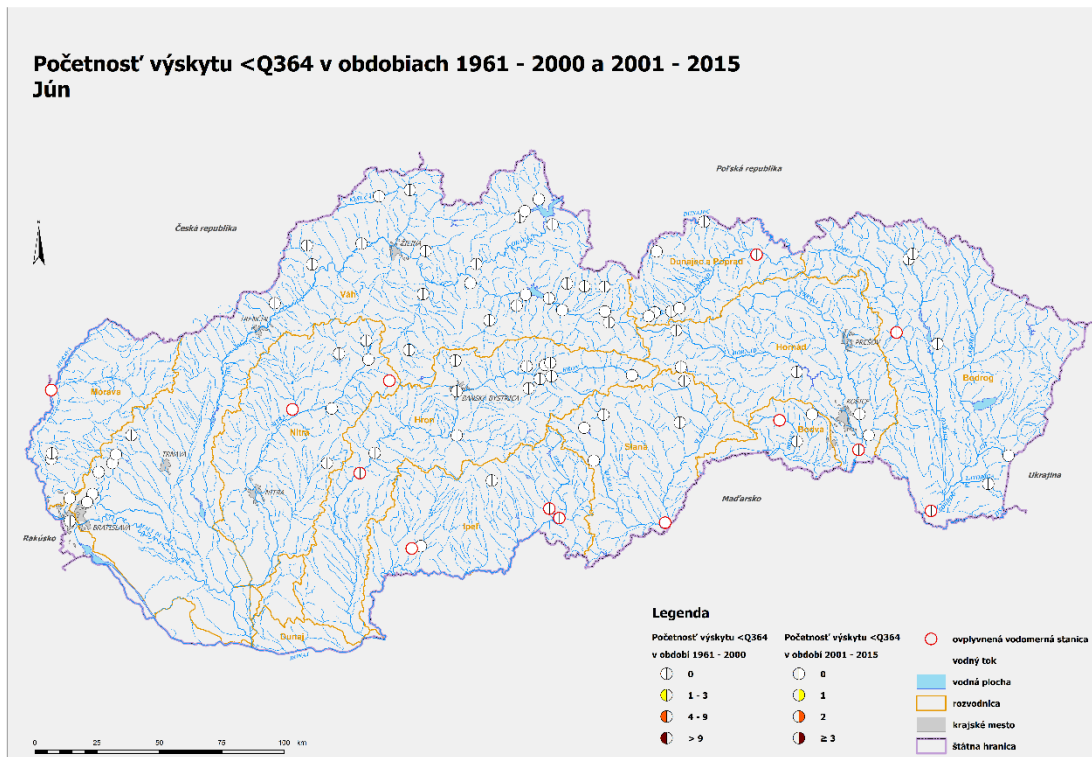 Početnosť výskytu <Q364 v obdobiach 1961 - 2000 a 2001 - 2015
Jún
Poľská republika
Česká republika
DUNAJEC
ŽILINA
Dunajec a Poprad
Váh
Hornád
PREŠOV
Morava
Bodrog
BANSKÁ BYSTRICA
Hron
KOŠICE
Nitra
Bodva
Slaná
TRNAVA
Ukrajina
NITRA
Maďarsko
BRATISLAVA
Ipeľ
Rakúsko
Dunaj
Legenda
Početnosť výskytu <Q364
v období 1961 - 2000
0
1 - 3
4 - 9
> 9
Početnosť výskytu <Q364
v období 2001 - 2015
0
1
2
≥ 3
ovplyvnená vodomerná stanica
vodný tok
vodná plocha
rozvodnica
krajské mesto
štátna hranica
0 25 50 100 km